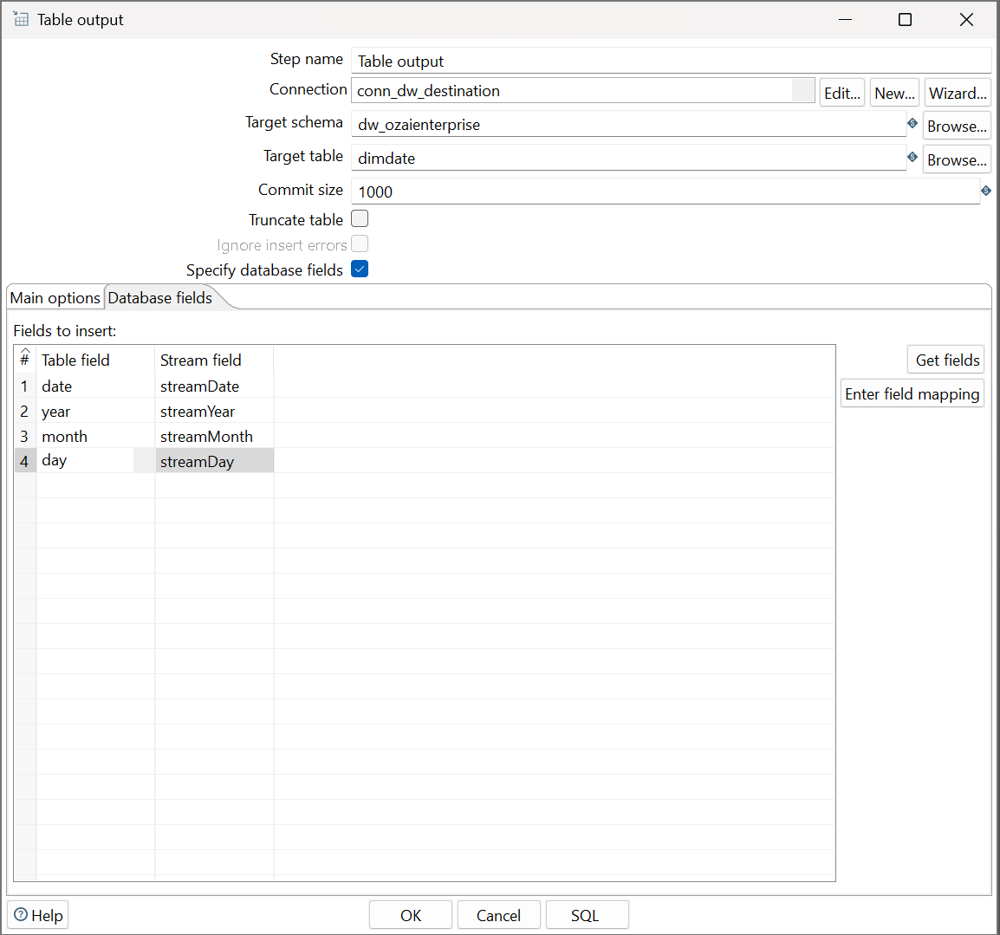 Table output
Step name Table output
Connection conn_dw_destination Edit... New... Wizard...
Target schema dw_ozaienterprise Browse...
Target table dimdate Browse...
Commit size 1000
Truncate table
Ignore insert errors
Specify database fields
Main options Database fields
Fields to insert:
# Table field Stream field Get fields
1 date streamDate Enter field mapping
2 year streamYear
3 month streamMonth
4 day streamDay
Help OK Cancel SQL